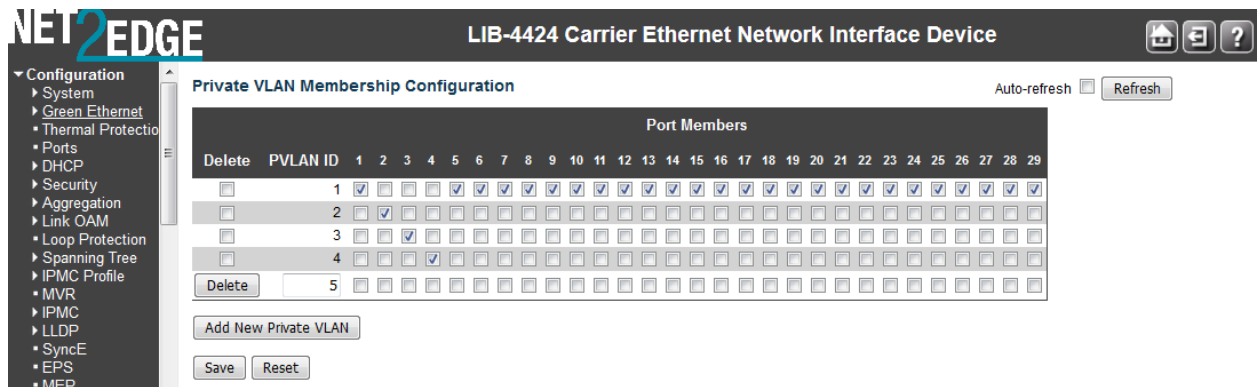 NET2EDGE
LIB-4424 Carrier Ethernet Network Interface Device
?
Configuration
System
Green Ethernet
Thermal Protectio
Ports
DHCP
Security
Aggregation
Link OAM
Loop Protection
Spanning Tree
IPMC Profile
MVR
IPMC
LLDP
SyncE
EPS
MEP
Private VLAN Membership Configuration
Auto-refresh Refresh
Port Members
Delete PVLAN ID 1 2 3 4 5 6 7 8 9 10 11 12 13 14 15 16 17 18 19 20 21 22 23 24 25 26 27 28 29
1
2
3
4
Delete 5
Add New Private VLAN
Save Reset